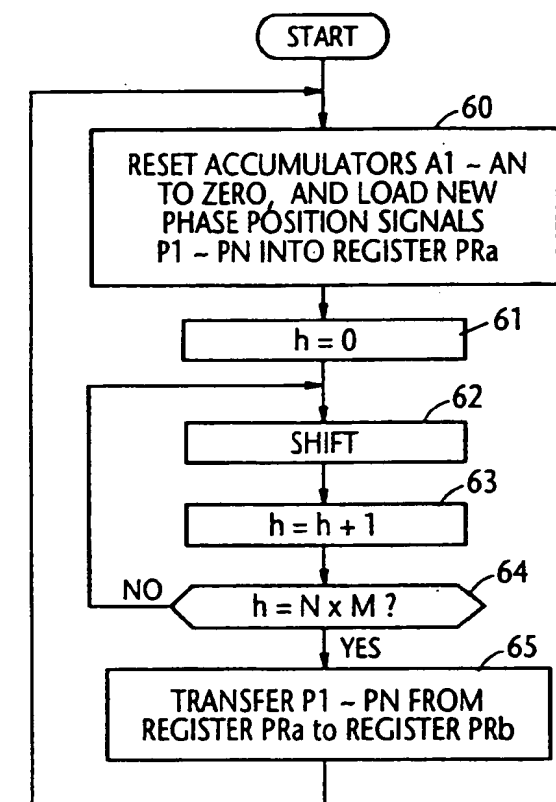 START
60
RESET ACCUMULATORS A1 ~ AN
TO ZERO, AND LOAD NEW
PHASE POSITION SIGNALS
P1 ~ PN INTO REGISTER PRa
61
h = 0
62
SHIFT
63
h = h + 1
64
NO
h = N x M ?
YES
65
TRANSFER P1 ~ PN FROM
REGISTER PRa to REGISTER PRb